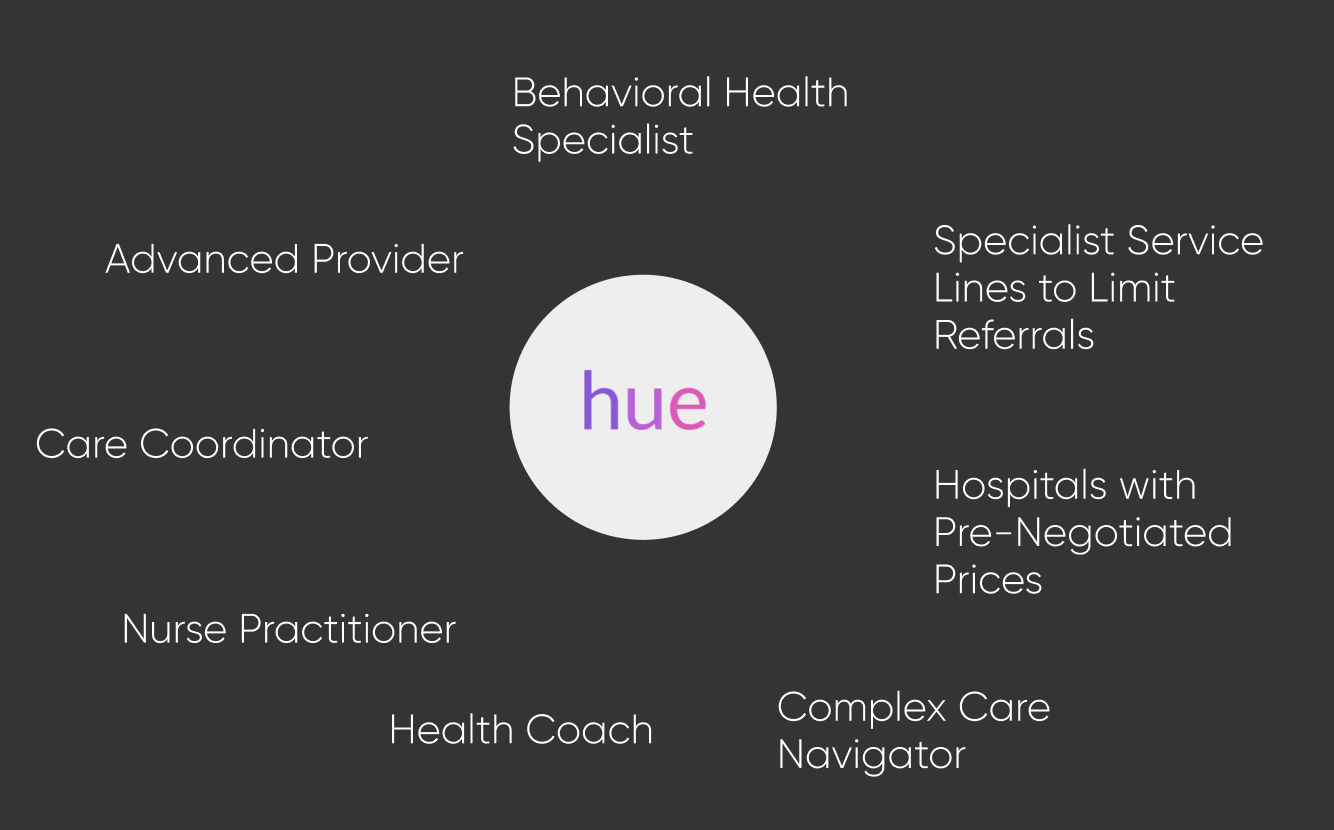 Behavioral Health
Specialist
Advanced Provider
Specialist Service
Lines to Limit
Referrals
hue
Care Coordinator
Hospitals with
Pre-Negotiated
Prices
Nurse Practitioner
Health Coach
Complex Care
Navigator